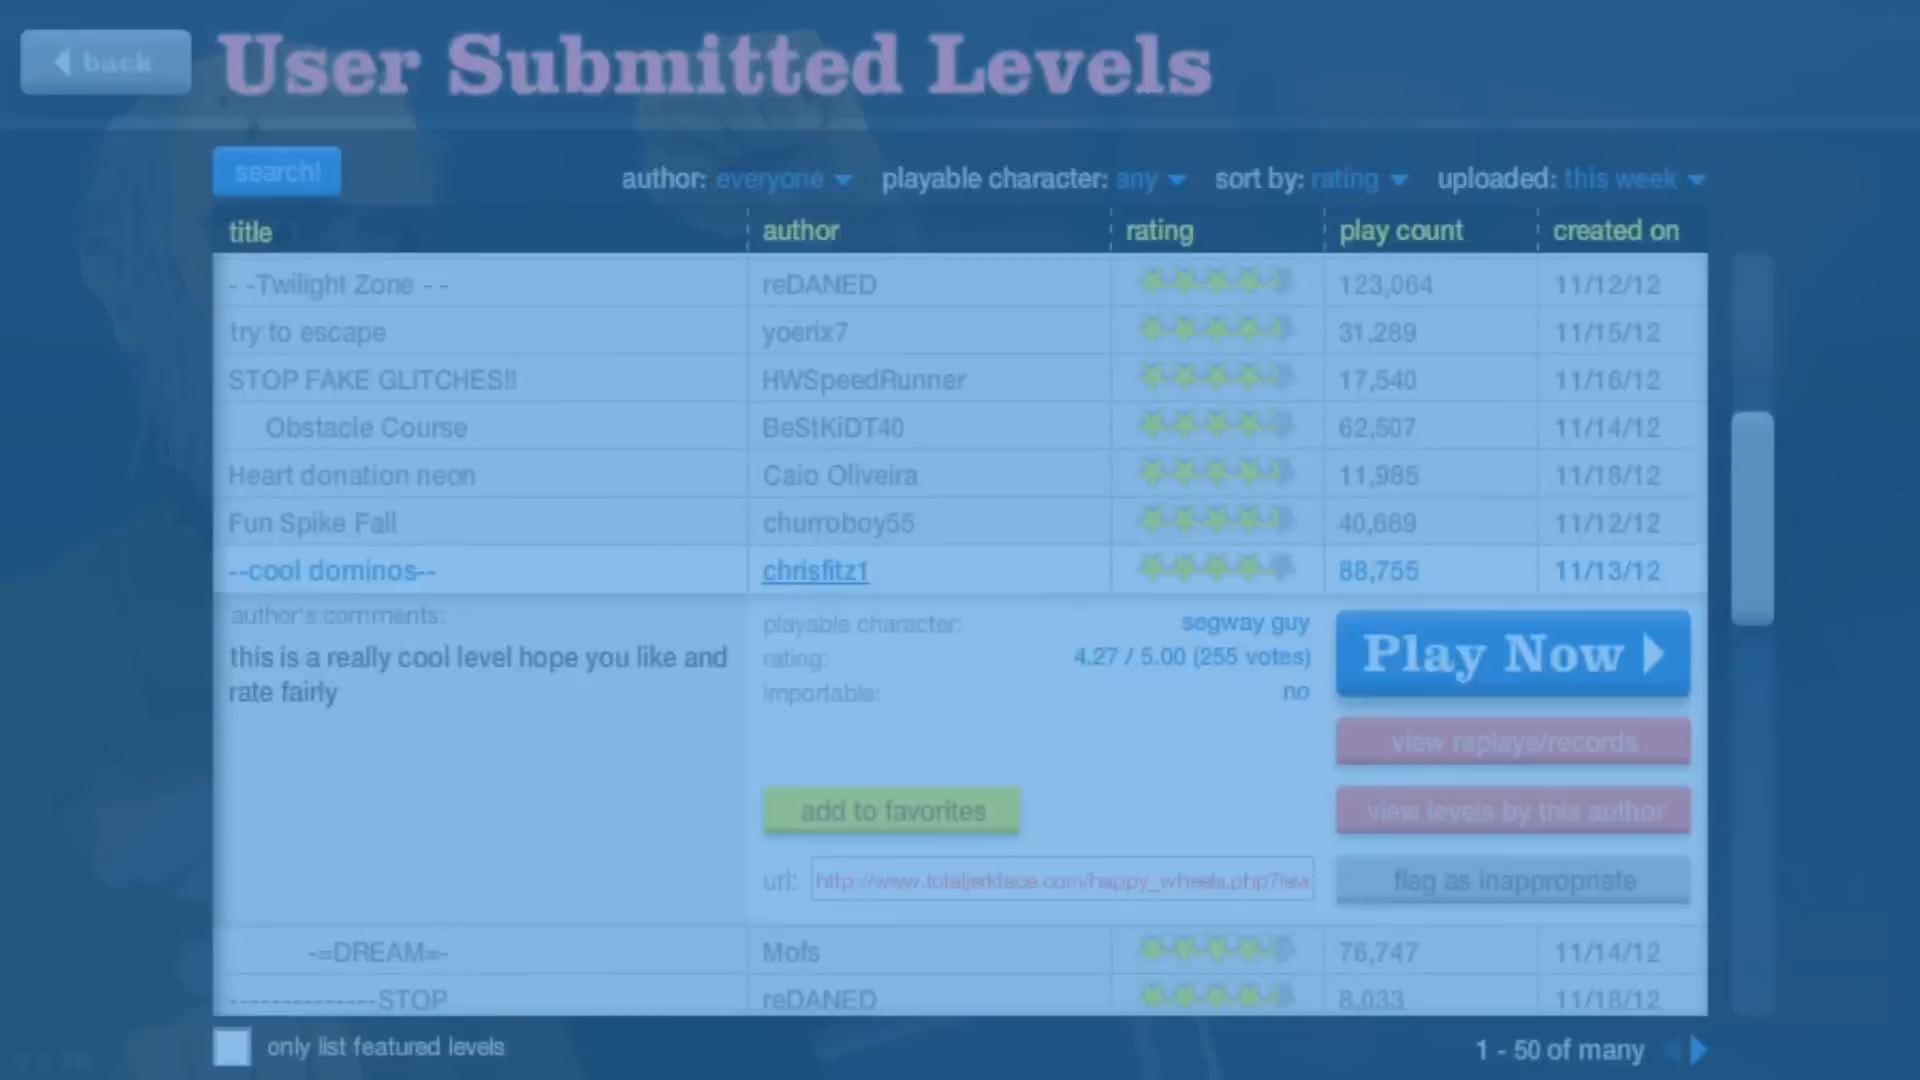 back
User Submitted Levels
search!
author: everyone playable character: any sort by: rating uploaded: this week
title author rating play count created on
- -Twilight Zone - - reDANED 123,064 11/12/12
try to escape yoerix7 31,289 11/15/12
STOP FAKE GLITCHES!! HWSpeedRunner 17,540 11/16/12
Obstacle Course BeStKiDT40 62,507 11/14/12
Heart donation neon Caio Oliveira 11,985 11/18/12
Fun Spike Fall churroboy55 40,689 11/12/12
--cool dominos-- chrisfitz1 88,755 11/13/12
author's comments:
this is a really cool level hope you like and
rate fairly
playable character: segway guy
rating: 4.27 / 5.00 (255 votes)
importable: no
Play Now
view replays/records
add to favorites
view levels by this author
url: http://www.totaljerkface.com/happy_wheels.php?lev
flag as inappropriate
-=DREAM=- Mofs 76,747 11/14/12
--------------STOP reDANED 8,033 11/18/12
only list featured levels
1 - 50 of many